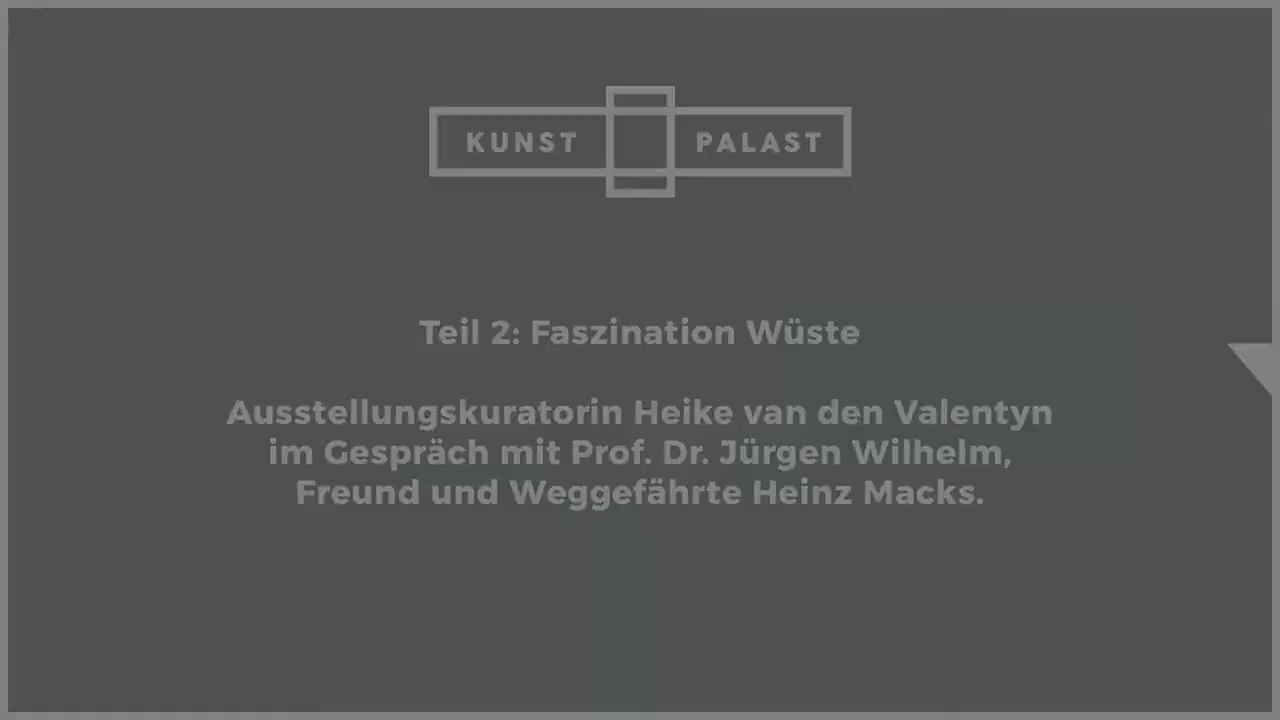 KUNST PALAST
Teil 2: Faszination Wüste
Ausstellungskuratorin Heike van den Valentyn
im Gespräch mit Prof. Dr. Jürgen Wilhelm,
Freund und Weggefährte Heinz Macks.